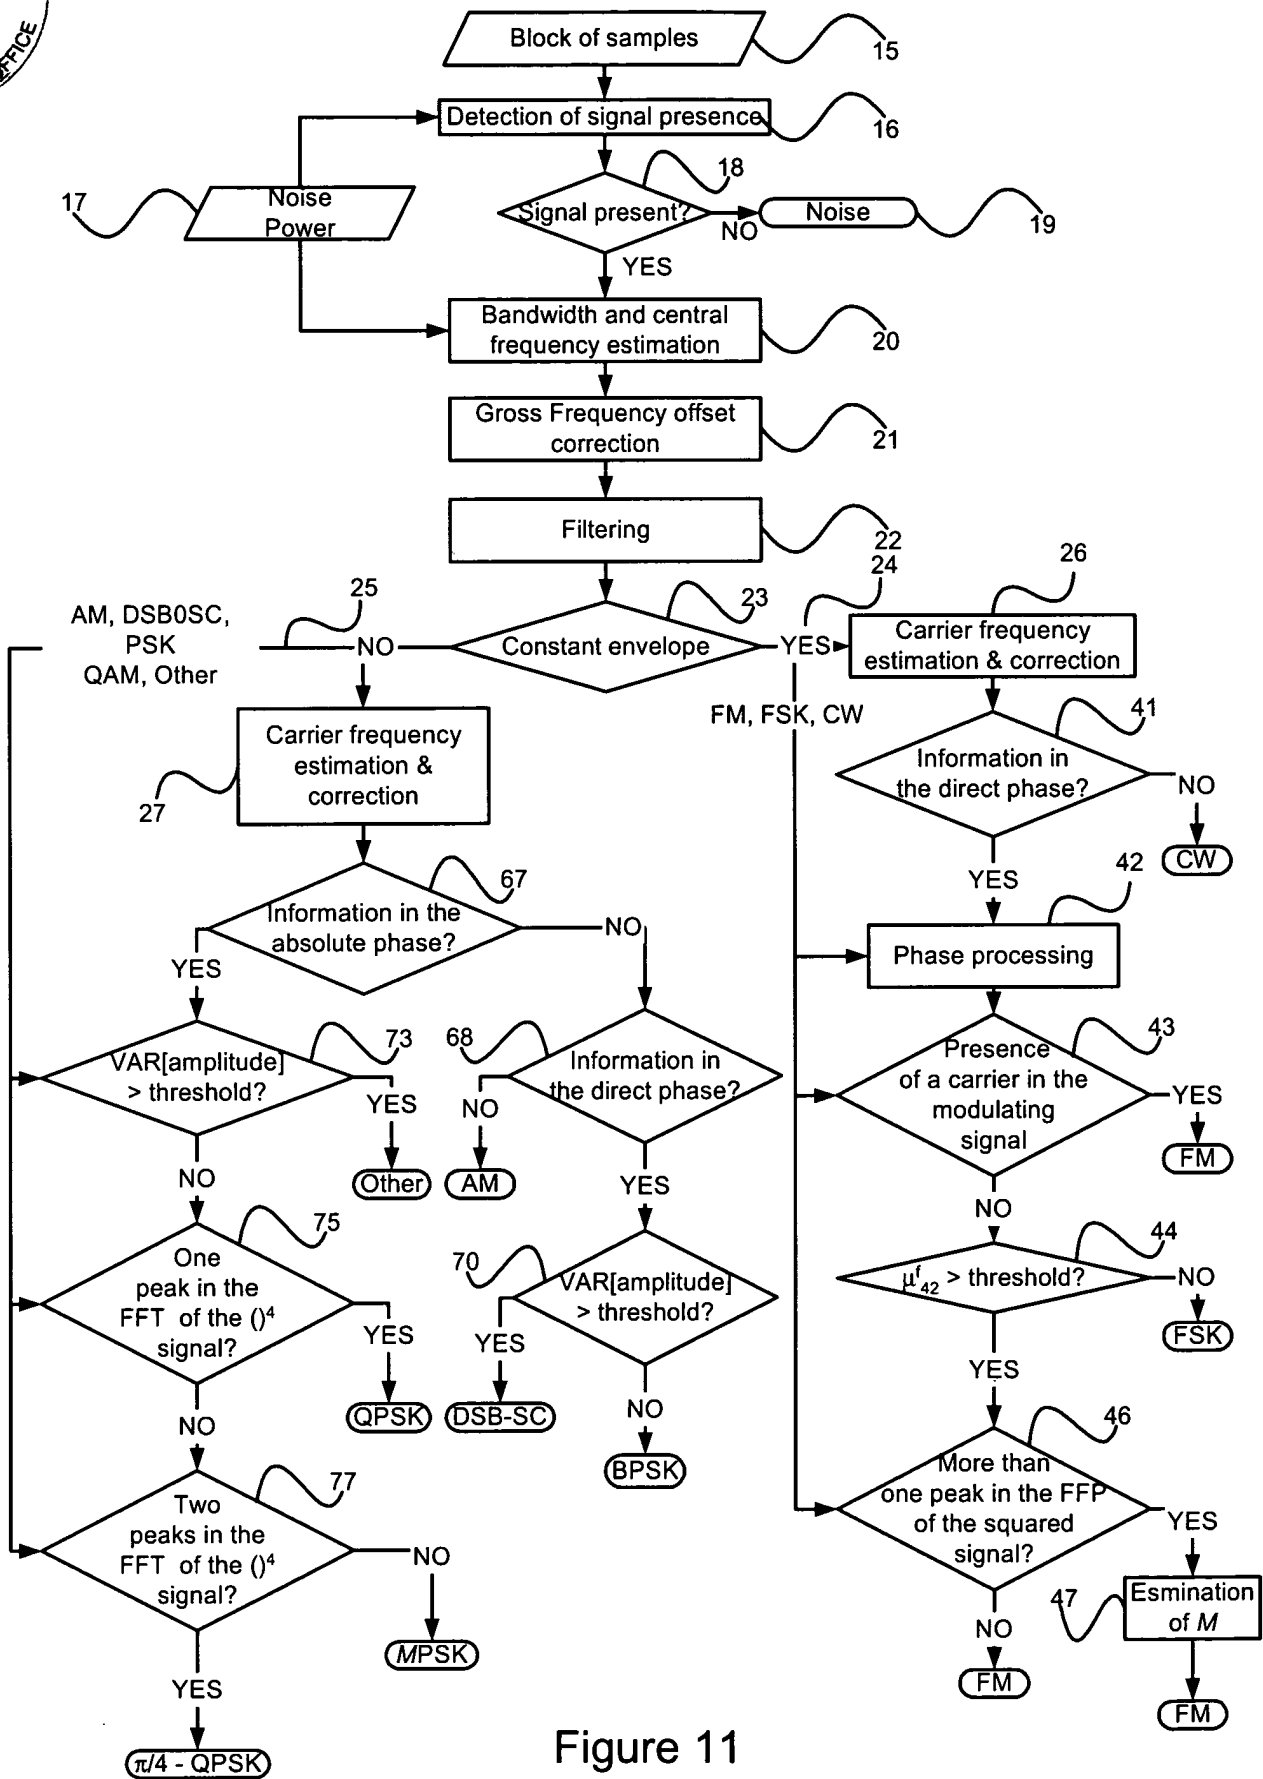 FFICE
Block of samples
15
Detection of signal presence
16
17
Noise
Power
18
Signal present?
NO
Noise
19
YES
Bandwidth and central
frequency estimation
20
Gross Frequency offset
correction
21
Filtering
22
24
26
25
23
AM, DSB0SC,
PSK
QAM, Other
NO
Constant envelope
YES
Carrier frequency
estimation & correction
FM, FSK, CW
41
Carrier frequency
estimation &
correction
27
Information in
the direct phase?
NO
CW
YES
42
67
Information in the
absolute phase?
NO
YES
Phase processing
73
VAR[amplitude]
> threshold?
YES
Other
NO
68
Information in
the direct phase?
NO
AM
YES
43
Presence
of a carrier in the
modulating
signal
YES
FM
NO
75
One
peak in the
FFT of the ()⁴
signal?
YES
QPSK
NO
70
VAR[amplitude]
> threshold?
YES
DSB-SC
NO
BPSK
44
μᶠ₄₂ > threshold?
NO
FSK
YES
46
More than
one peak in the FFP
of the squared
signal?
YES
NO
FM
47
Esmination
of M
FM
77
Two
peaks in the
FFT of the ()⁴
signal?
NO
MPSK
YES
π/4 - QPSK
Figure 11